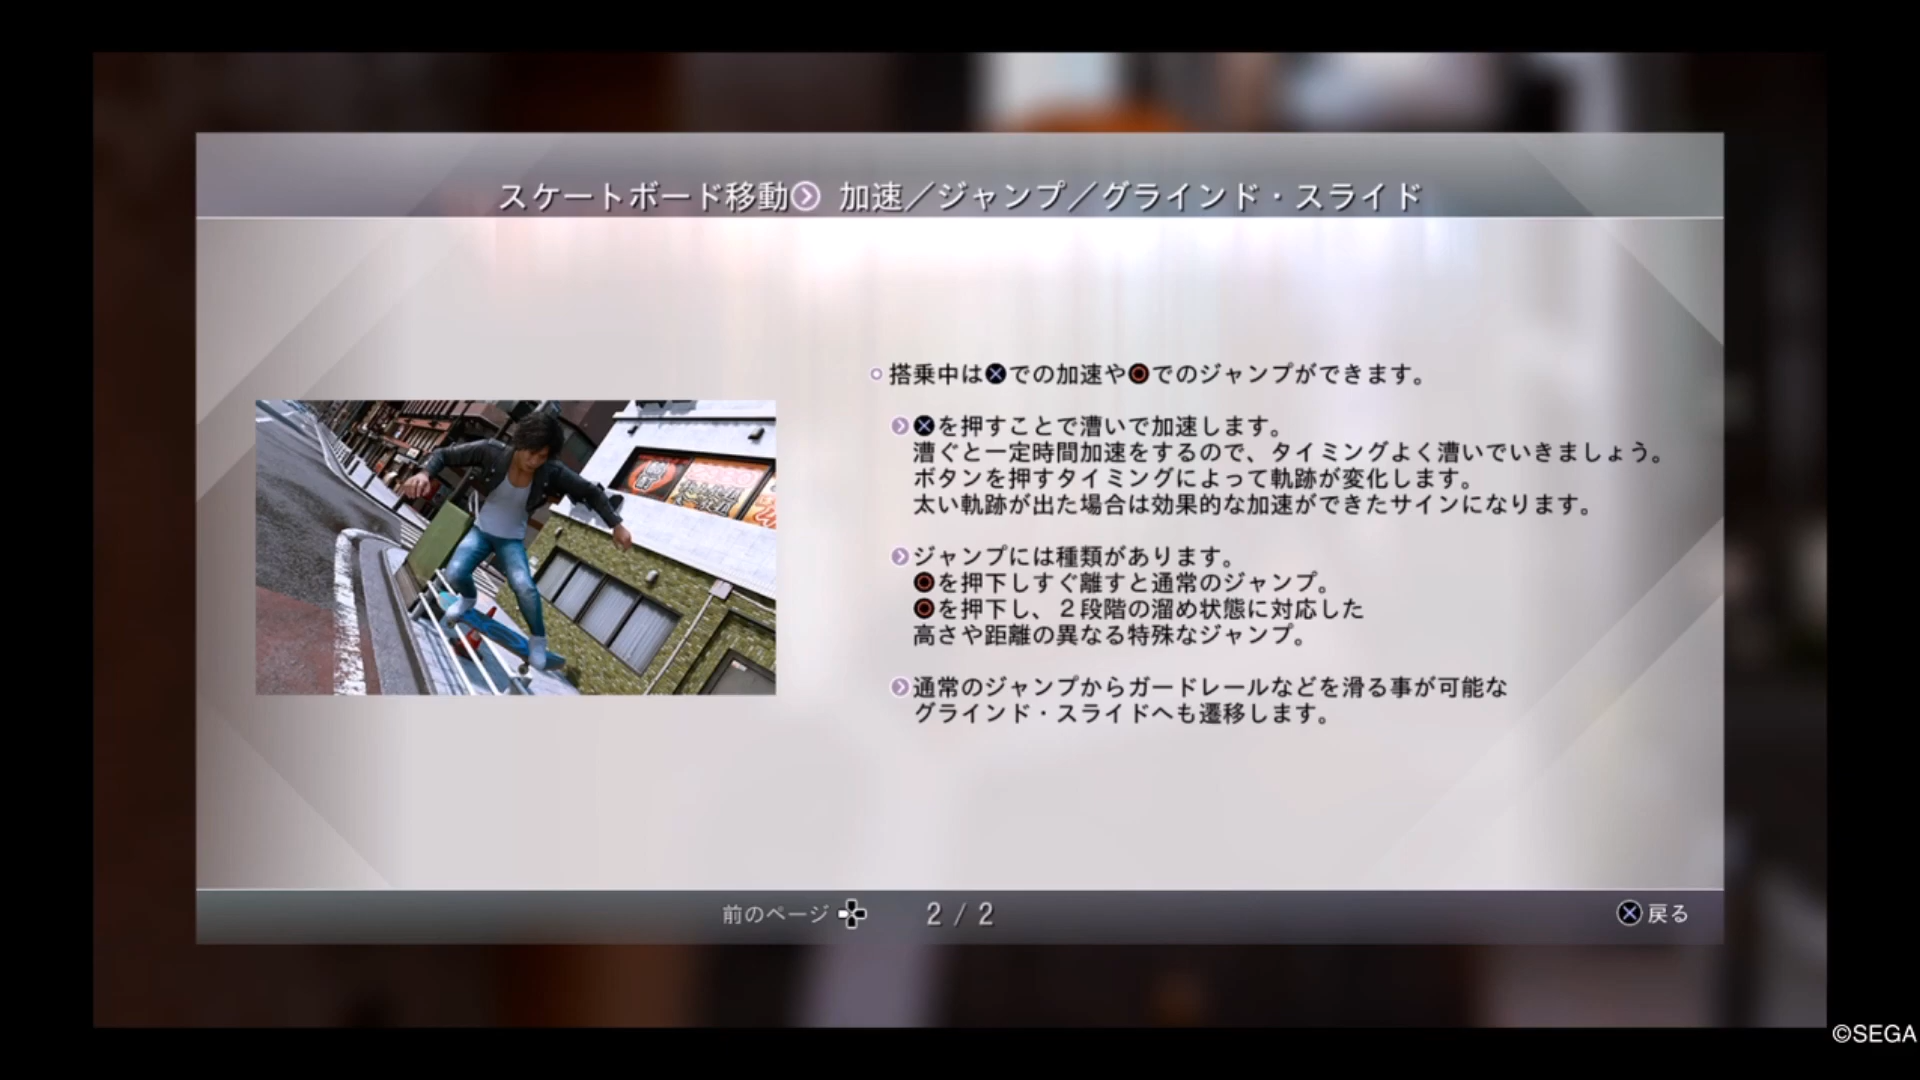 スケートボード移動 加速／ジャンプ／グラインド・スライド
搭乗中は✕での加速や○でのジャンプができます。
✕を押すことで漕いで加速します。
漕ぐと一定時間加速をするので、タイミングよく漕いでいきましょう。
ボタンを押すタイミングによって軌跡が変化します。
太い軌跡が出た場合は効果的な加速ができたサインになります。
ジャンプには種類があります。
○を押下しすぐ離すと通常のジャンプ。
○を押下し、２段階の溜め状態に対応した
高さや距離の異なる特殊なジャンプ。
通常のジャンプからガードレールなどを滑る事が可能な
グラインド・スライドへも遷移します。
前のページ 2 / 2
✕戻る
©SEGA